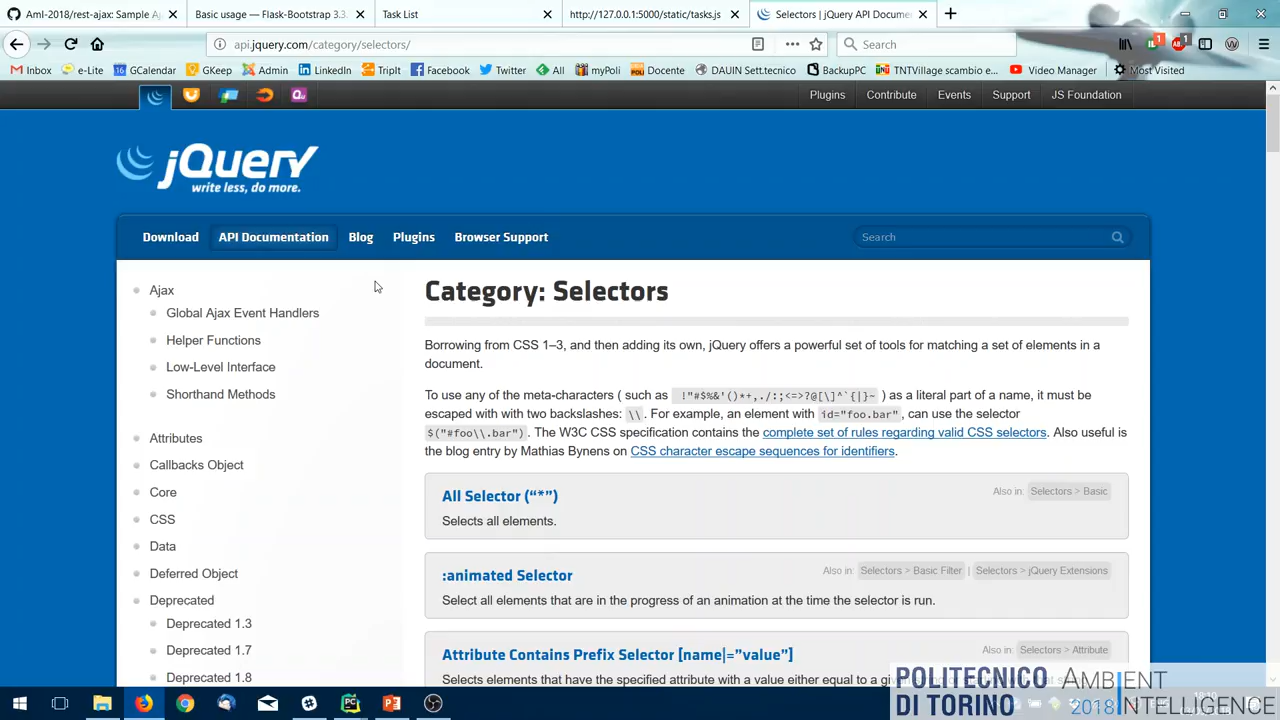 AmI-2018/rest-ajax: Sample Aj
Basic usage — Flask-Bootstrap 3.3.
Task List
http://127.0.0.1:5000/static/tasks.js
Selectors | jQuery API Docume
api.jquery.com/category/selectors/
Search
Inbox
e-Lite
GCalendar
GKeep
Admin
LinkedIn
TripIt
Facebook
Twitter
All
myPoli
Docente
DAUIN Sett.tecnico
BackupPC
TNTVillage scambio e...
Video Manager
Most Visited
Plugins
Contribute
Events
Support
JS Foundation
jQuery
write less, do more.
Download
API Documentation
Blog
Plugins
Browser Support
Search
Ajax
Global Ajax Event Handlers
Helper Functions
Low-Level Interface
Shorthand Methods
Attributes
Callbacks Object
Core
CSS
Data
Deferred Object
Deprecated
Deprecated 1.3
Deprecated 1.7
Deprecated 1.8
Category: Selectors
Borrowing from CSS 1–3, and then adding its own, jQuery offers a powerful set of tools for matching a set of elements in a
document.
To use any of the meta-characters ( such as !"#$%&'()*+,./:;<=>?@[\]^`{|}~ ) as a literal part of a name, it must be
escaped with with two backslashes: \\. For example, an element with id="foo.bar", can use the selector
$("#foo\\.bar"). The W3C CSS specification contains the complete set of rules regarding valid CSS selectors. Also useful is
the blog entry by Mathias Bynens on CSS character escape sequences for identifiers.
All Selector (“*”)
Also in: Selectors > Basic
Selects all elements.
:animated Selector
Also in: Selectors > Basic Filter | Selectors > jQuery Extensions
Select all elements that are in the progress of an animation at the time the selector is run.
Attribute Contains Prefix Selector [name|=”value”]
Also in: Selectors > Attribute
Selects elements that have the specified attribute with a value either equal to a gi
POLITECNICO
DI TORINO
AMBIENT
2018 INTELLIGENCE